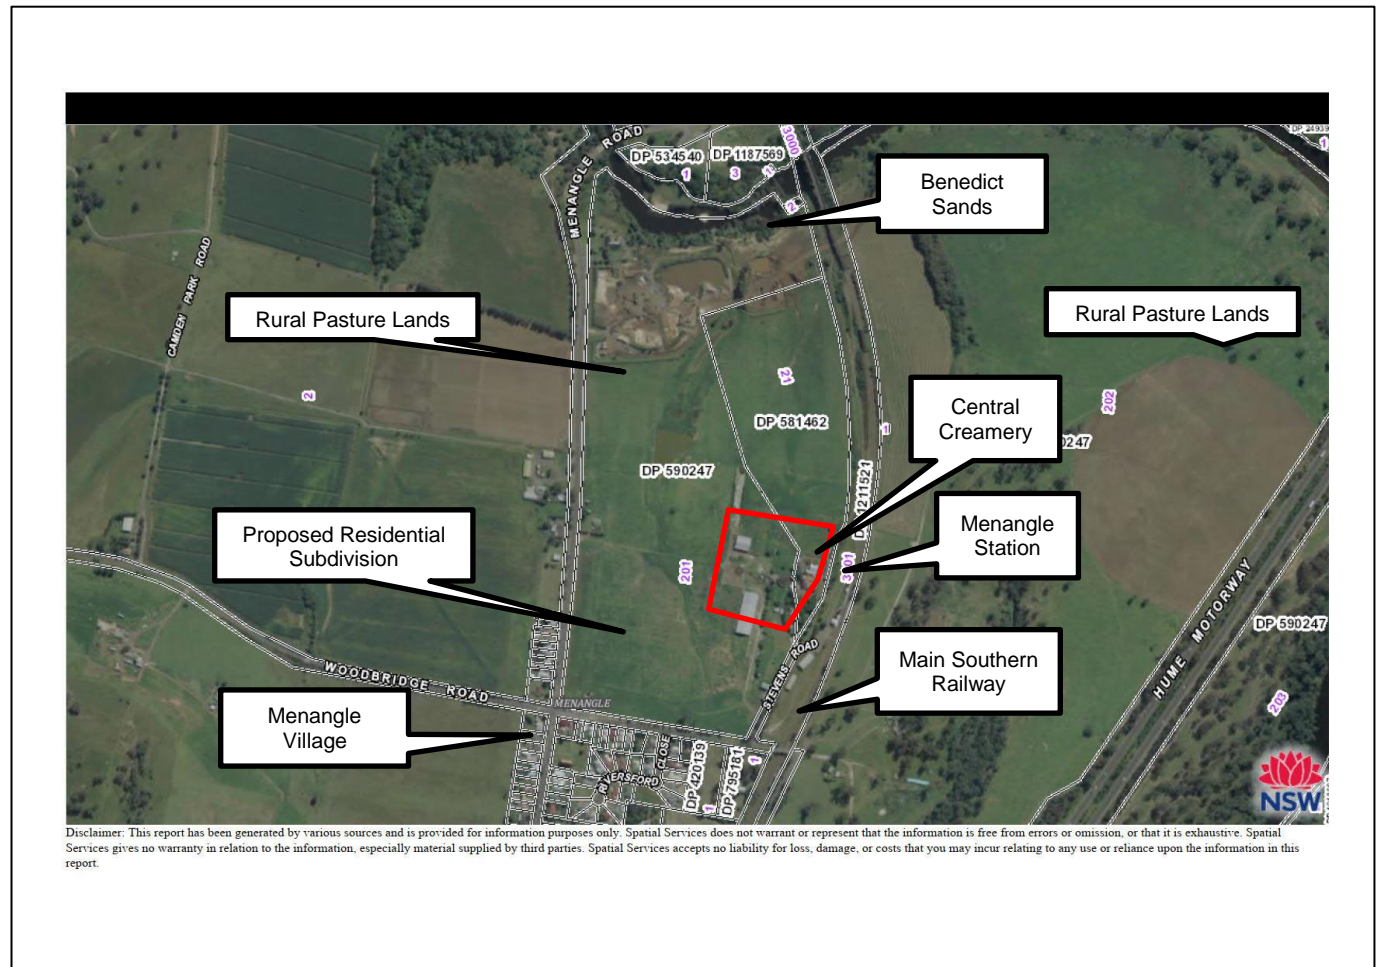 MENANGLE ROAD
DP 534540
DP 1187569
3000
1
3
1
2
1
Benedict
Sands
CAMDEN PARK ROAD
Rural Pasture Lands
Rural Pasture Lands
2
21
202
Central
Creamery
DP 581462
1
0247
DP 590247
DP 1211521
Menangle
Station
Proposed Residential
Subdivision
201
HUME MOTORWAY
DP 590247
Main Southern
Railway
STEVENS ROAD
WOODBRIDGE ROAD
MENANGLE
203
Menangle
Village
RIVERSFORD CLOSE
DP 420139
DP 795181
1
1
NSW
Disclaimer: This report has been generated by various sources and is provided for information purposes only. Spatial Services does not warrant or represent that the information is free from errors or omission, or that it is exhaustive. Spatial
Services gives no warranty in relation to the information, especially material supplied by third parties. Spatial Services accepts no liability for loss, damage, or costs that you may incur relating to any use or reliance upon the information in this
report.